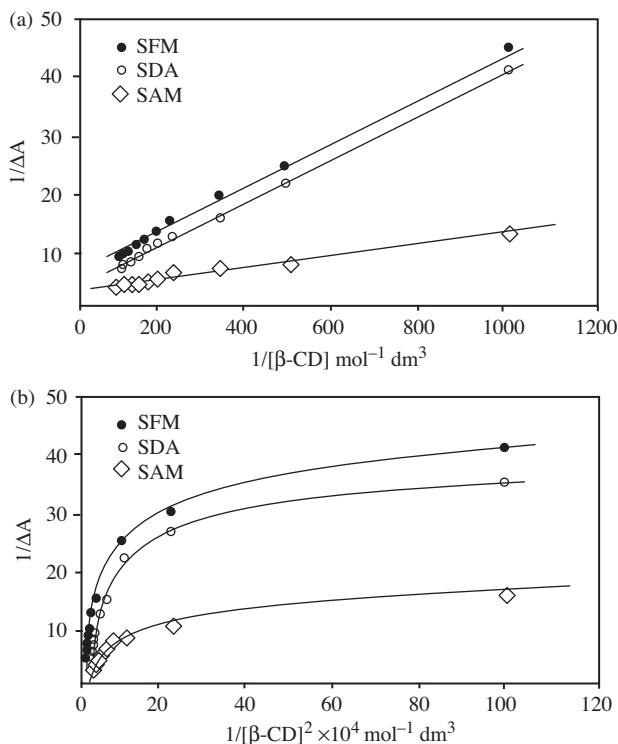 (a)
50
40
30
20
10
1/ΔA
SFM
SDA
SAM
0 200 400 600 800 1000 1200
1/[β-CD] mol⁻¹ dm³
(b)
50
40
30
20
10
1/ΔA
SFM
SDA
SAM
0 20 40 60 80 100 120
1/[β-CD]² ×10⁴ mol⁻¹ dm³